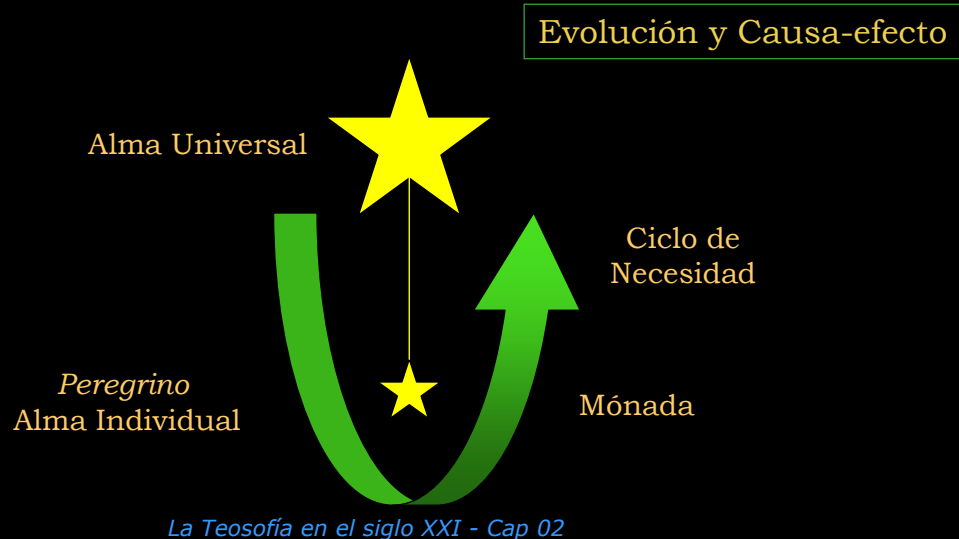 Evolución y Causa-efecto
Alma Universal
Ciclo de
Necesidad
Peregrino
Alma Individual
Mónada
La Teosofía en el siglo XXI - Cap 02